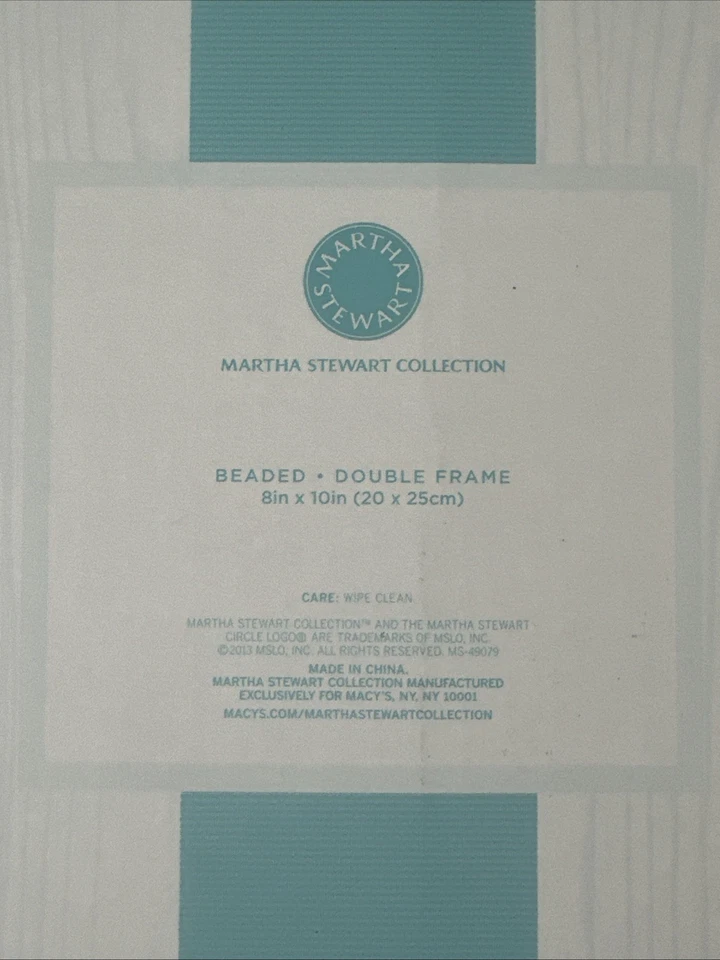 MARTHA
STEWART
MARTHA STEWART COLLECTION
BEADED • DOUBLE FRAME
8in x 10in (20 x 25cm)
CARE: WIPE CLEAN
MARTHA STEWART COLLECTION™ AND THE MARTHA STEWART
CIRCLE LOGO® ARE TRADEMARKS OF MSLO, INC.
©2013 MSLO, INC. ALL RIGHTS RESERVED. MS-49079
MADE IN CHINA.
MARTHA STEWART COLLECTION MANUFACTURED
EXCLUSIVELY FOR MACY'S, NY, NY 10001
MACYS.COM/MARTHASTEWARTCOLLECTION